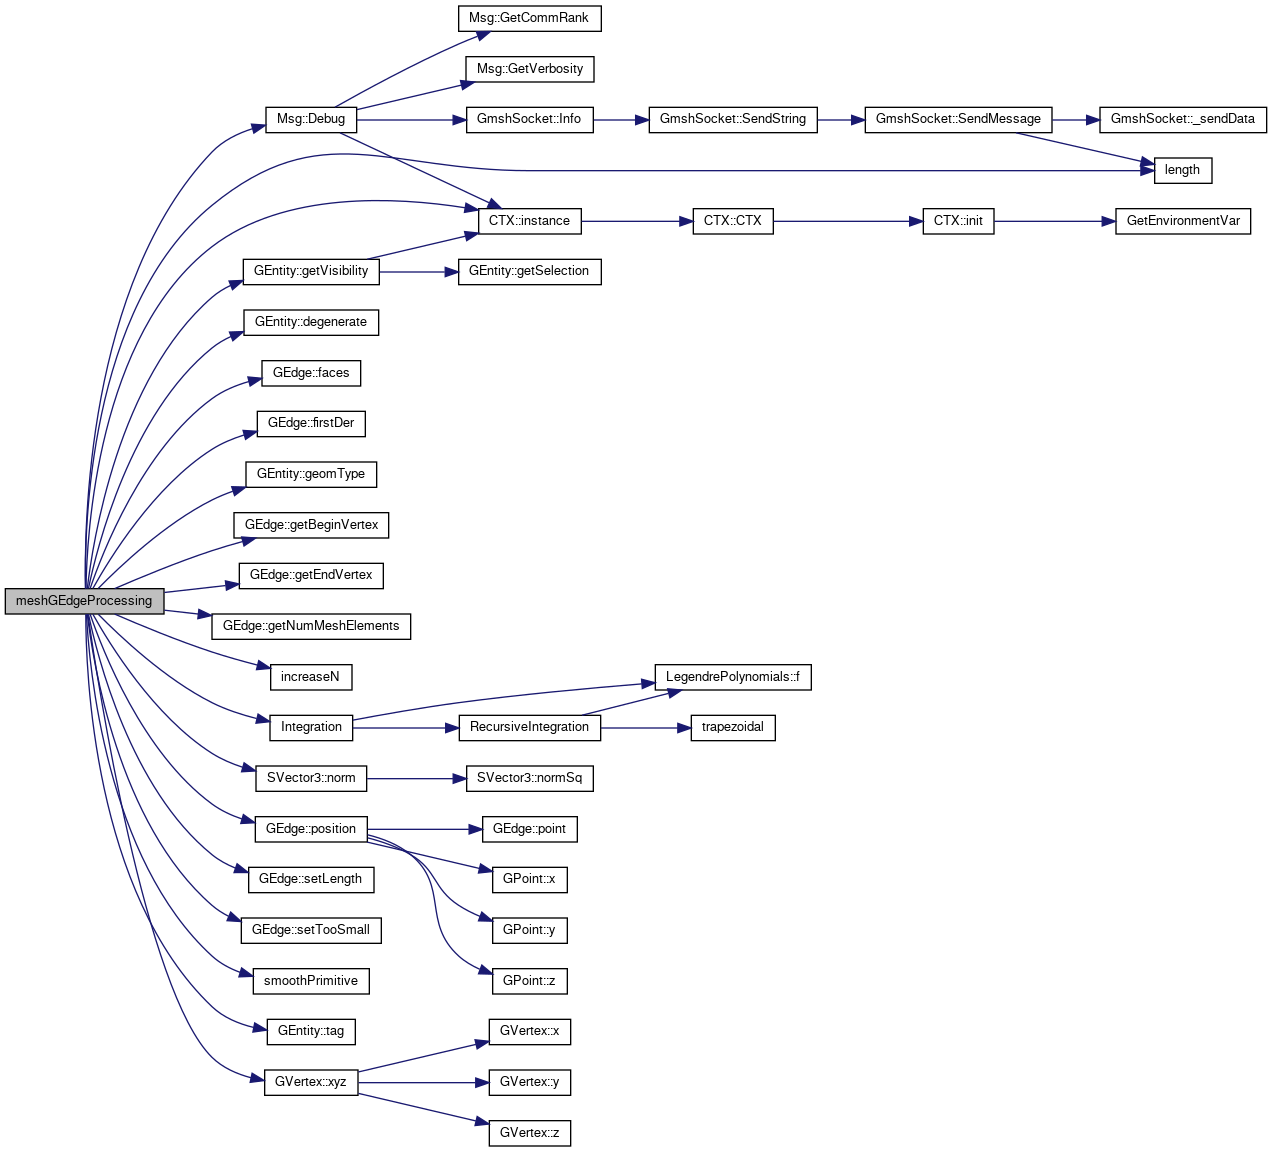 Msg::GetCommRank
Msg::GetVerbosity
Msg::Debug
GmshSocket::Info
GmshSocket::SendString
GmshSocket::SendMessage
GmshSocket::_sendData
length
CTX::instance
CTX::CTX
CTX::init
GetEnvironmentVar
GEntity::getVisibility
GEntity::getSelection
GEntity::degenerate
GEdge::faces
GEdge::firstDer
GEntity::geomType
GEdge::getBeginVertex
GEdge::getEndVertex
meshGEdgeProcessing
GEdge::getNumMeshElements
increaseN
LegendrePolynomials::f
Integration
RecursiveIntegration
trapezoidal
SVector3::norm
SVector3::normSq
GEdge::position
GEdge::point
GEdge::setLength
GPoint::x
GEdge::setTooSmall
GPoint::y
smoothPrimitive
GPoint::z
GEntity::tag
GVertex::x
GVertex::xyz
GVertex::y
GVertex::z